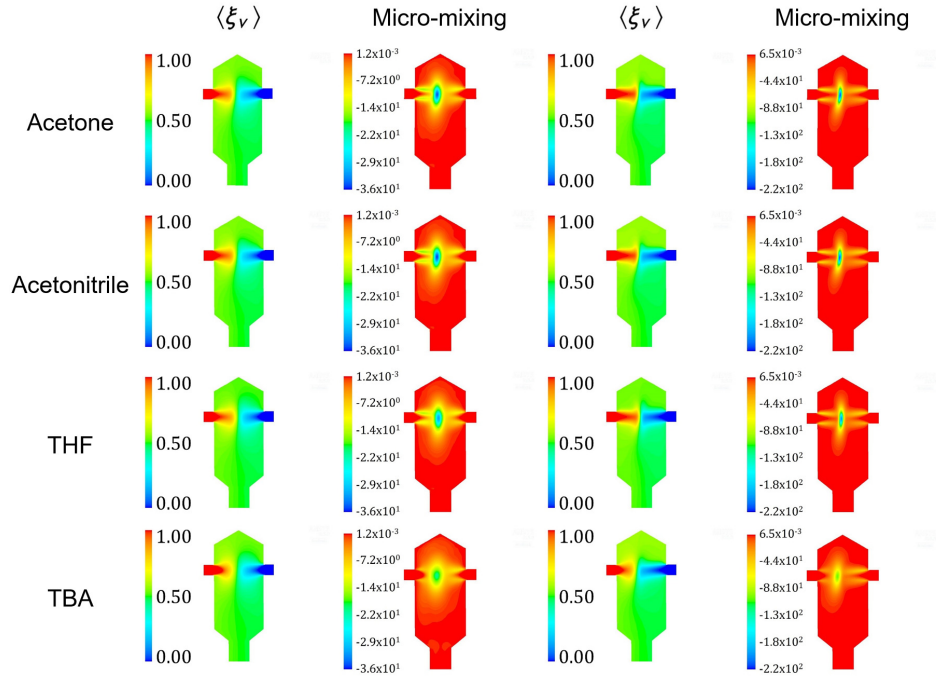 ⟨ξᵥ⟩ Micro-mixing ⟨ξᵥ⟩ Micro-mixing
Acetone
1.00
0.50
0.00
1.2x10⁻³
-7.2x10⁰
-1.4x10¹
-2.2x10¹
-2.9x10¹
-3.6x10¹
1.00
0.50
0.00
6.5x10⁻³
-4.4x10¹
-8.8x10¹
-1.3x10²
-1.8x10²
-2.2x10²
Acetonitrile
1.00
0.50
0.00
1.2x10⁻³
-7.2x10⁰
-1.4x10¹
-2.2x10¹
-2.9x10¹
-3.6x10¹
1.00
0.50
0.00
6.5x10⁻³
-4.4x10¹
-8.8x10¹
-1.3x10²
-1.8x10²
-2.2x10²
THF
1.00
0.50
0.00
1.2x10⁻³
-7.2x10⁰
-1.4x10¹
-2.2x10¹
-2.9x10¹
-3.6x10¹
1.00
0.50
0.00
6.5x10⁻³
-4.4x10¹
-8.8x10¹
-1.3x10²
-1.8x10²
-2.2x10²
TBA
1.00
0.50
0.00
1.2x10⁻³
-7.2x10⁰
-1.4x10¹
-2.2x10¹
-2.9x10¹
-3.6x10¹
1.00
0.50
0.00
6.5x10⁻³
-4.4x10¹
-8.8x10¹
-1.3x10²
-1.8x10²
-2.2x10²